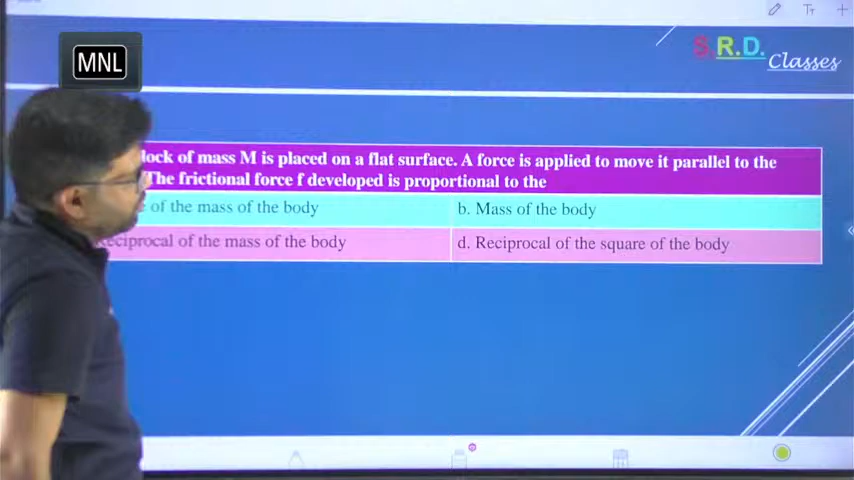 MNL
S.R.D.
Classes
lock of mass M is placed on a flat surface. A force is applied to move it parallel to the
The frictional force f developed is proportional to the
of the mass of the body
b. Mass of the body
eciprocal of the mass of the body
d. Reciprocal of the square of the body
Tт